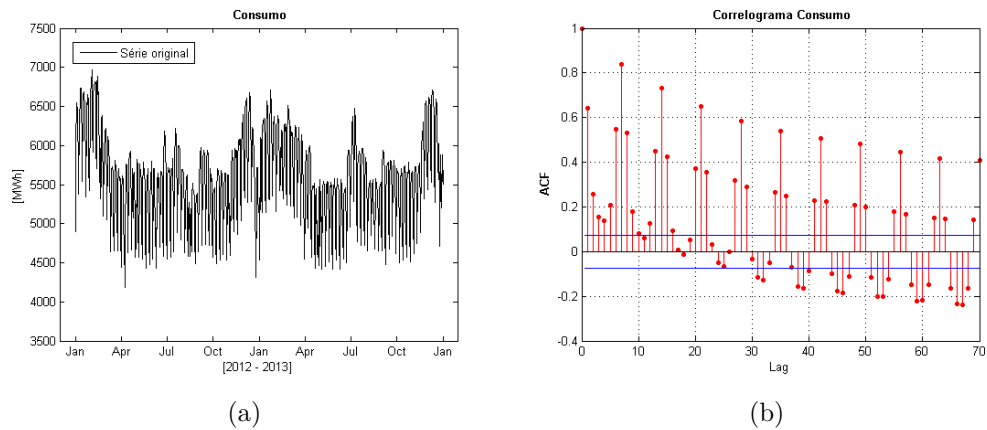 Consumo
7500
7000
6500
6000
5500
5000
4500
4000
3500
[MWh]
Série original
Jan Apr Jul Oct Jan Apr Jul Oct Jan
[2012 - 2013]
(a)
Correlograma Consumo
1
0.8
0.6
0.4
0.2
0
-0.2
-0.4
ACF
0 10 20 30 40 50 60 70
Lag
(b)